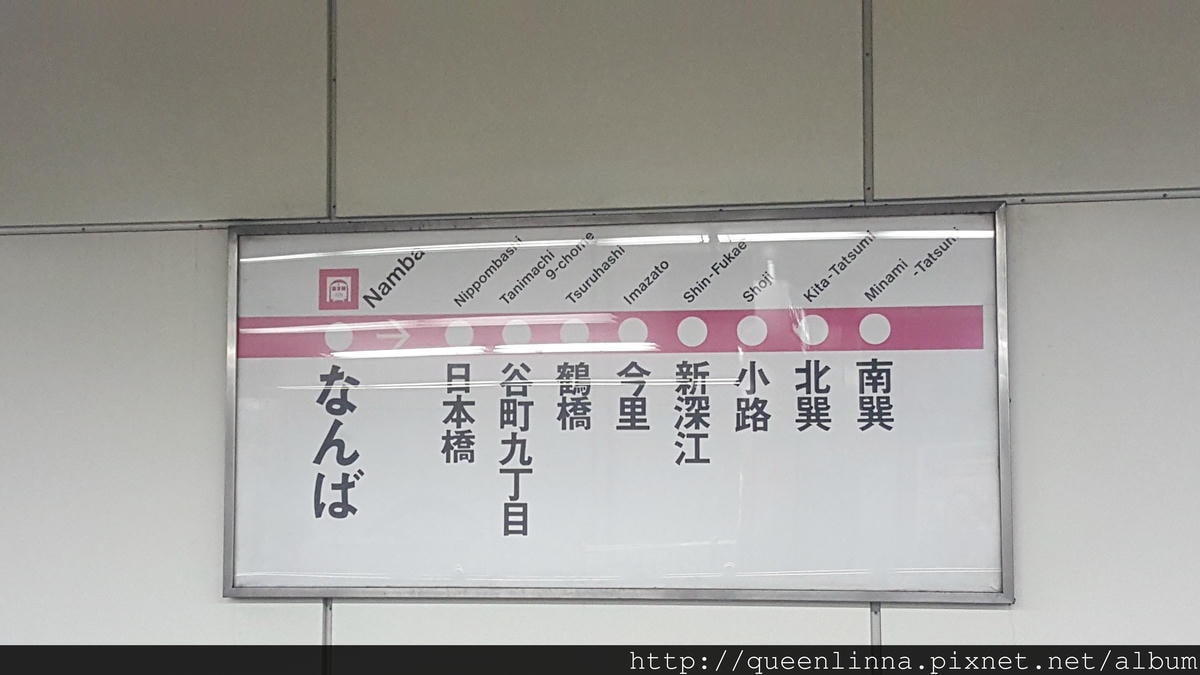 Namba
Nippombashi
Tanimachi
9-chome
Tsuruhashi
Imazato
Shin-Fukae
Shoji
Kita-Tatsumi
Minami
-Tatsumi
なんば
日本橋
谷町九丁目
鶴橋
今里
新深江
小路
北巽
南巽
http://queenlinna.pixnet.net/album